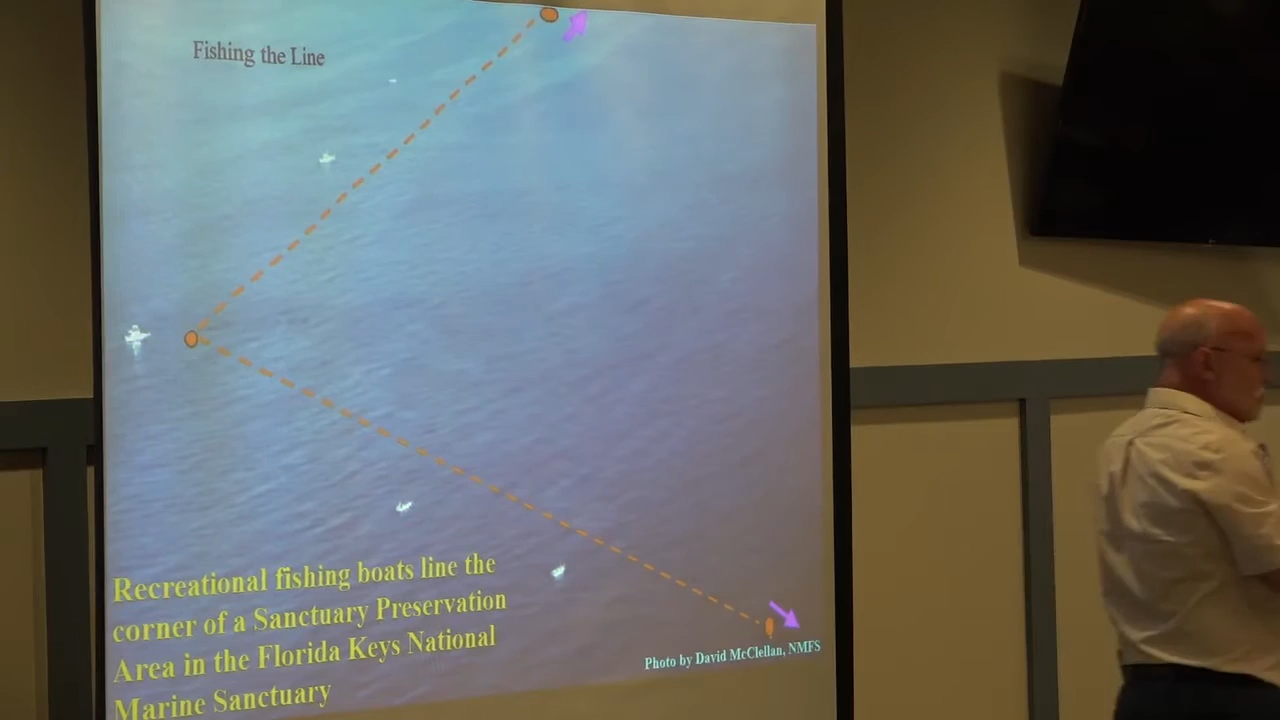 Fishing the Line
Recreational fishing boats line the
corner of a Sanctuary Preservation
Area in the Florida Keys National
Marine Sanctuary
Photo by David McClellan, NMFS